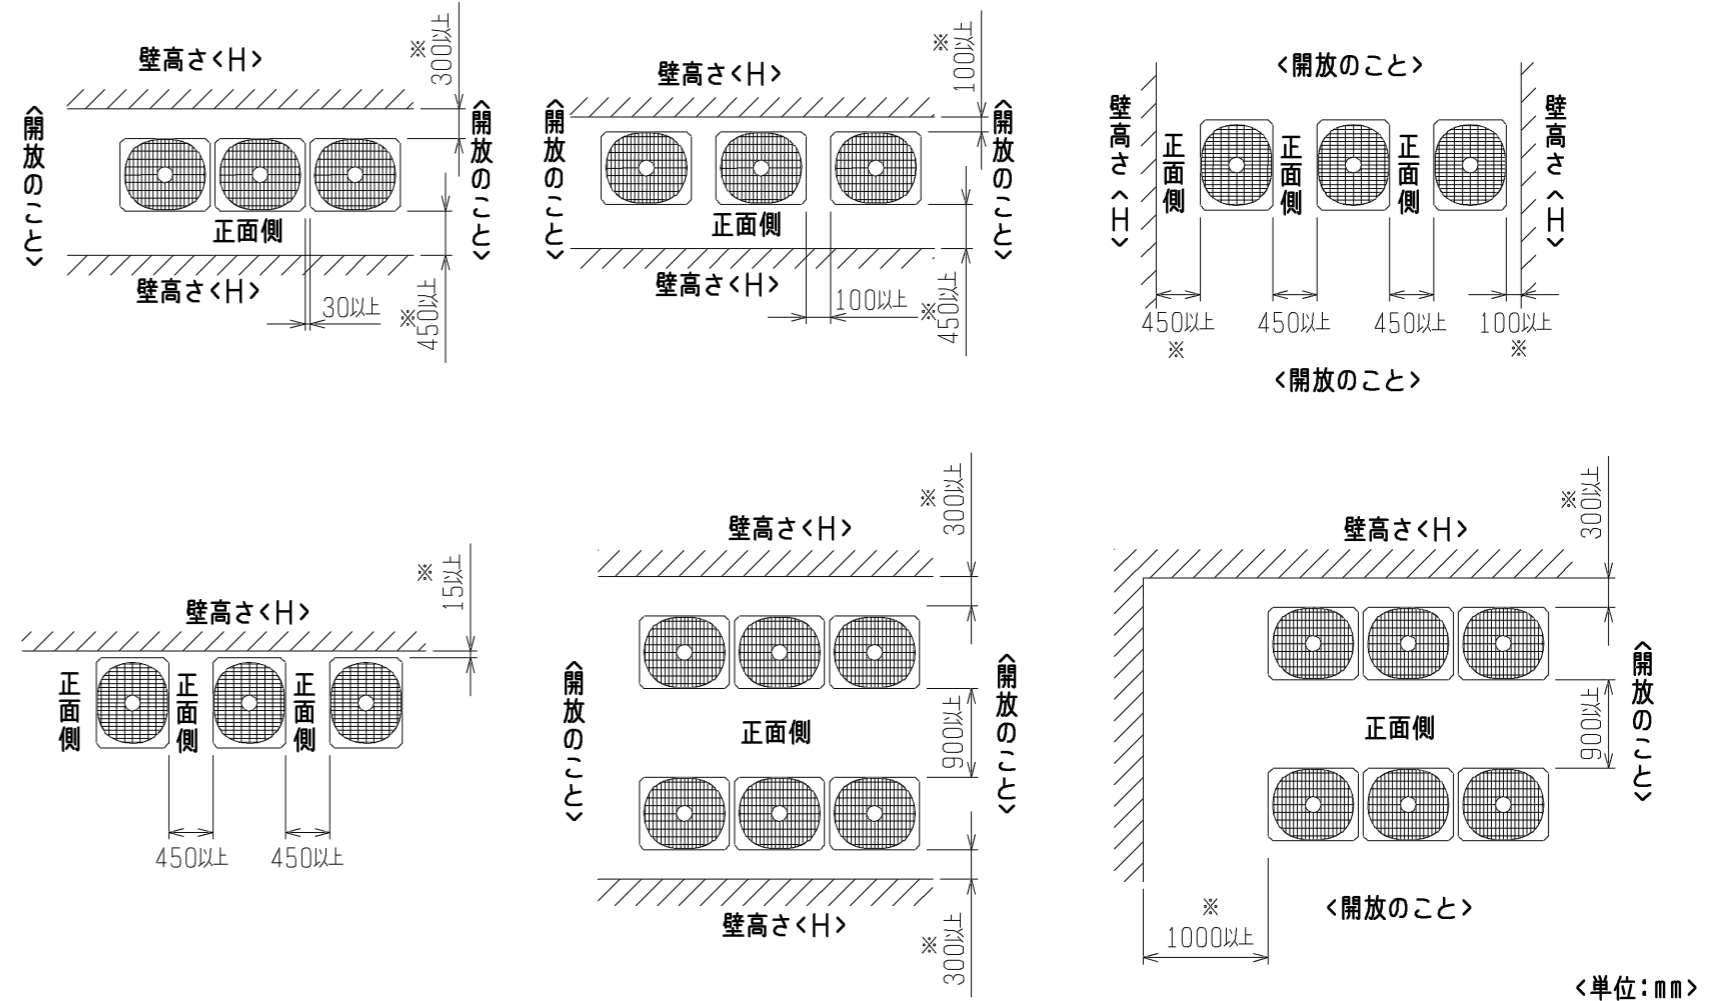 壁高さ<H>
※
300以上
<開放のこと>
<開放のこと>
正面側
壁高さ<H>
30以上
※
450以上
壁高さ<H>
※
100以上
<開放のこと>
<開放のこと>
正面側
壁高さ<H>
100以上
※
450以上
<開放のこと>
壁高さ<H>
正面側
正面側
正面側
壁高さ<H>
450以上
※
450以上
450以上
100以上
※
<開放のこと>
壁高さ<H>
※
15以上
正面側
正面側
正面側
450以上
450以上
壁高さ<H>
※
300以上
<開放のこと>
正面側
900以上
<開放のこと>
壁高さ<H>
※
300以上
壁高さ<H>
※
300以上
正面側
900以上
<開放のこと>
<開放のこと>
※
1000以上
<単位:mm>